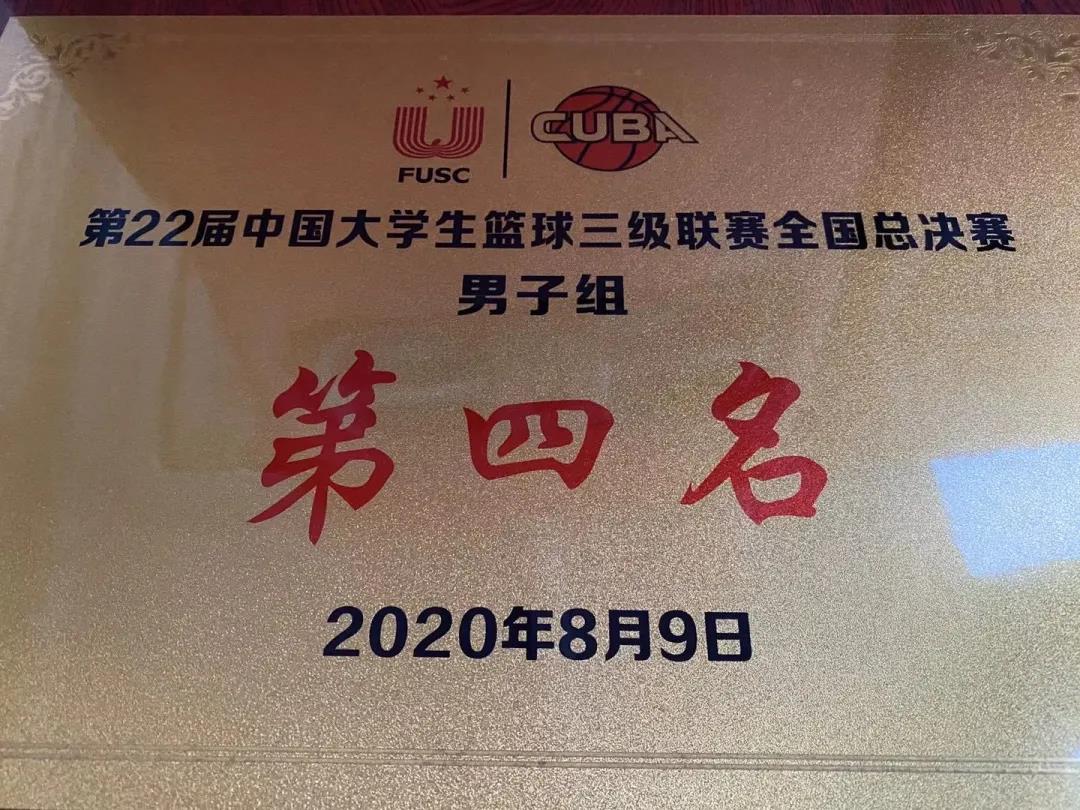 FUSC
CUBA
第22届中国大学生篮球三级联赛全国总决赛
男子组
第四名
2020年8月9日